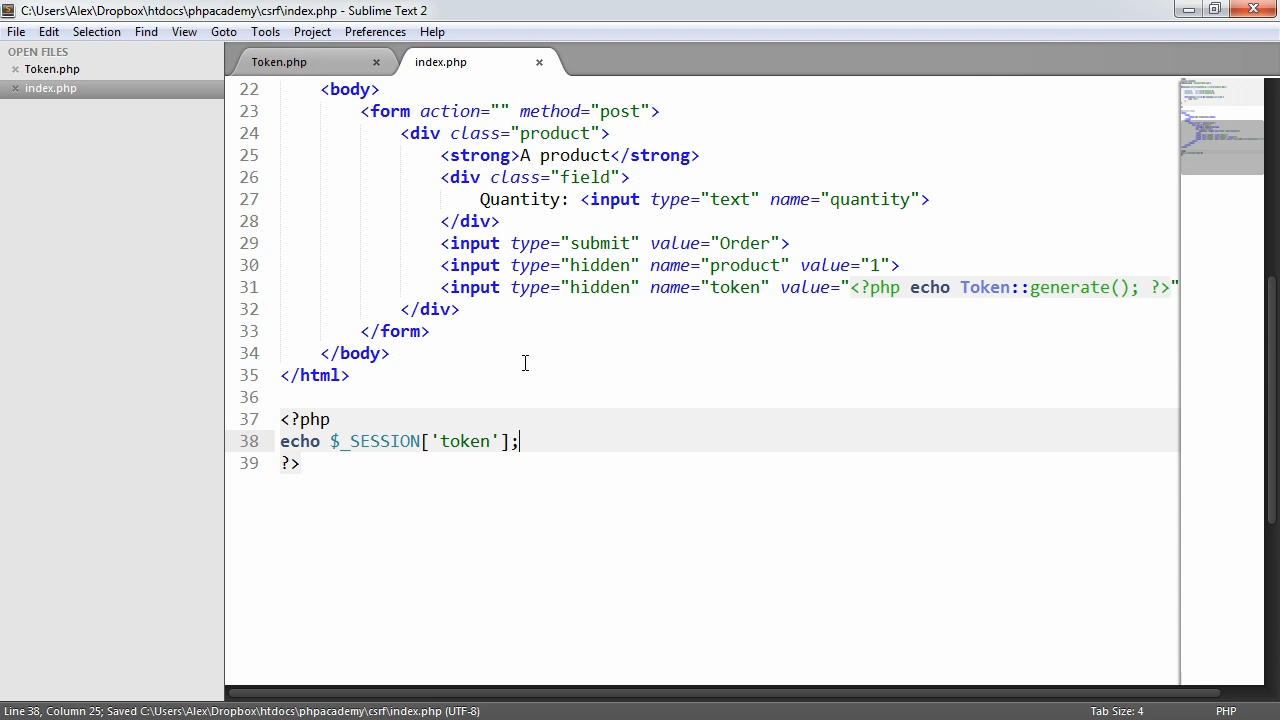 C:\Users\Alex\Dropbox\htdocs\phpacademy\csrf\index.php - Sublime Text 2
File Edit Selection Find View Goto Tools Project Preferences Help
OPEN FILES
Token.php
index.php
Token.php index.php
22 <body>
23 <form action="" method="post">
24 <div class="product">
25 <strong>A product</strong>
26 <div class="field">
27 Quantity: <input type="text" name="quantity">
28 </div>
29 <input type="submit" value="Order">
30 <input type="hidden" name="product" value="1">
31 <input type="hidden" name="token" value="<?php echo Token::generate(); ?>"
32 </div>
33 </form>
34 </body>
35 </html>
36
37 <?php
38 echo $_SESSION['token'];
39 ?>
Line 38, Column 25; Saved C:\Users\Alex\Dropbox\htdocs\phpacademy\csrf\index.php (UTF-8) Tab Size: 4 PHP